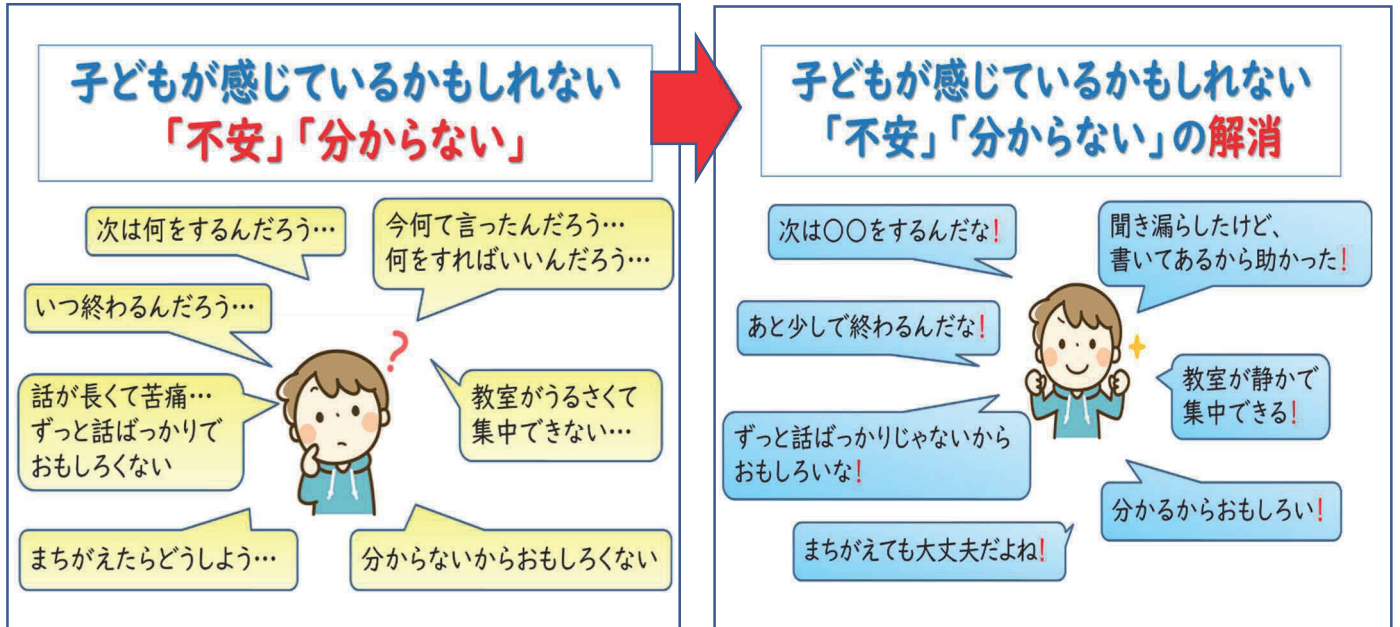 子どもが感じているかもしれない
「不安」「分からない」
次は何をするんだろう…
今何て言ったんだろう…
何をすればいいんだろう…
いつ終わるんだろう…
?
話が長くて苦痛…
ずっと話ばっかりで
おもしろくない
教室がうるさくて
集中できない…
まちがえたらどうしよう…
分からないからおもしろくない
子どもが感じているかもしれない
「不安」「分からない」の解消
次は〇〇をするんだな!
聞き漏らしたけど、
書いてあるから助かった!
あと少しで終わるんだな!
教室が静かで
集中できる!
ずっと話ばっかりじゃないから
おもしろいな!
分かるからおもしろい!
まちがえても大丈夫だよね!